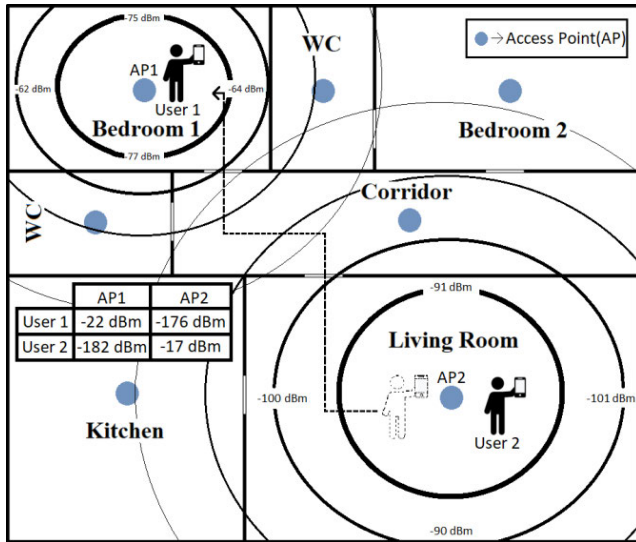 -75 dBm
WC
→Access Point(AP)
AP1
-62 dBm
-64 dBm
User 1
Bedroom 1
Bedroom 2
-77 dBm
Corridor
WC
AP1 AP2
User 1 -22 dBm -176 dBm
User 2 -182 dBm -17 dBm
-91 dBm
Living Room
AP2
-100 dBm
-101 dBm
Kitchen
User 2
-90 dBm